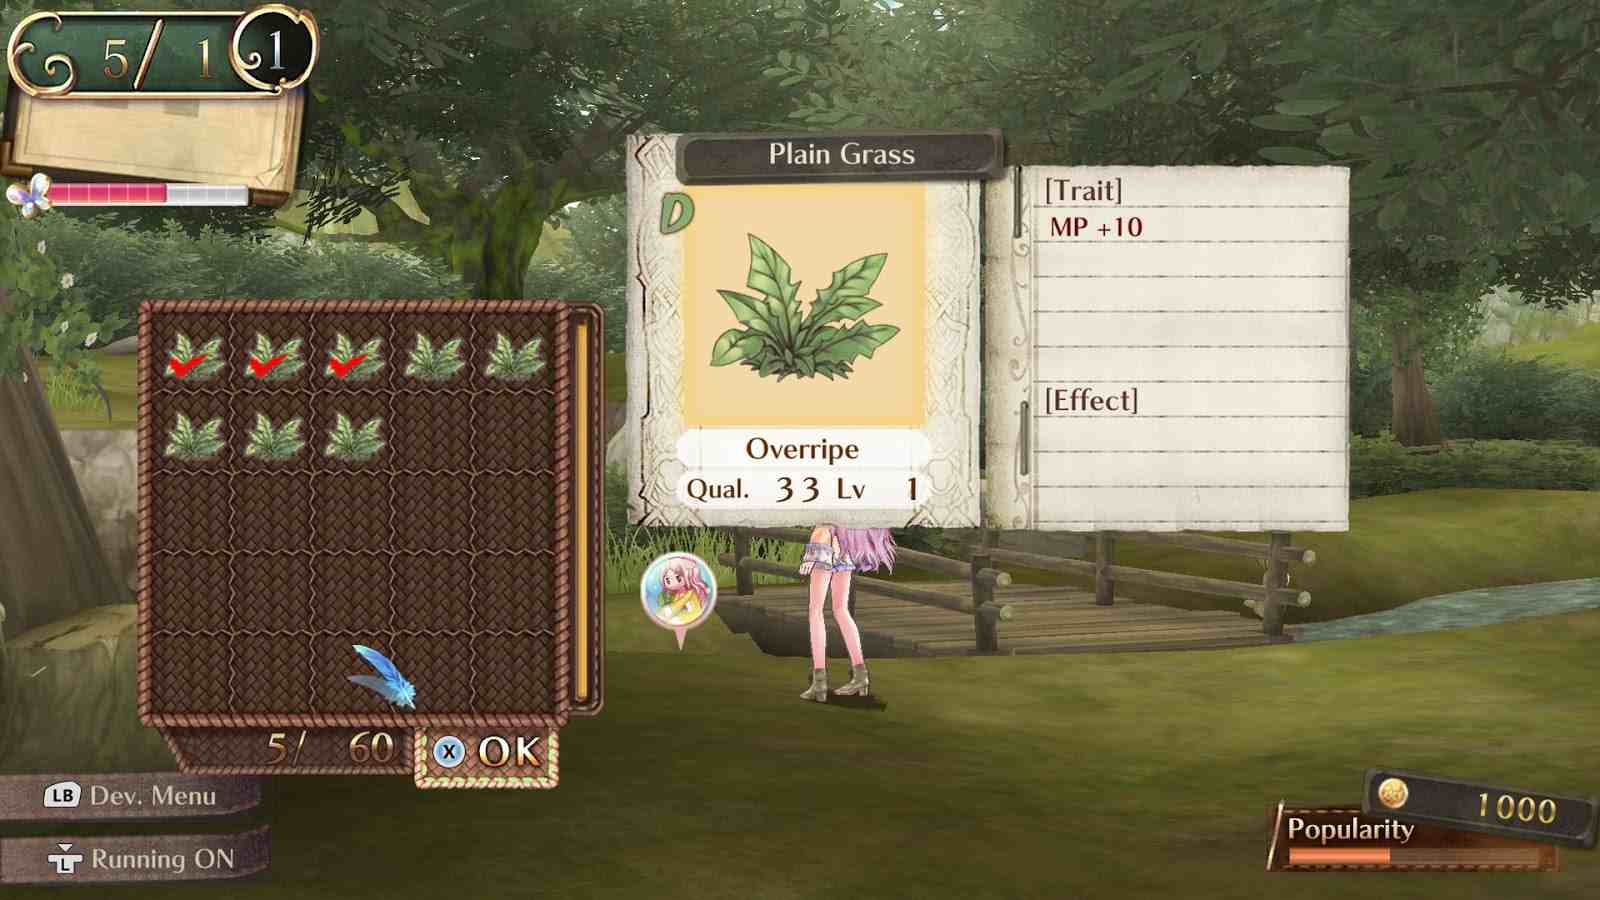 5/ 1 1
Plain Grass
D
[Trait]
MP +10
[Effect]
Overripe
Qual. 33 Lv 1
5/ 60 X OK
LB Dev. Menu
L Running ON
1000
Popularity